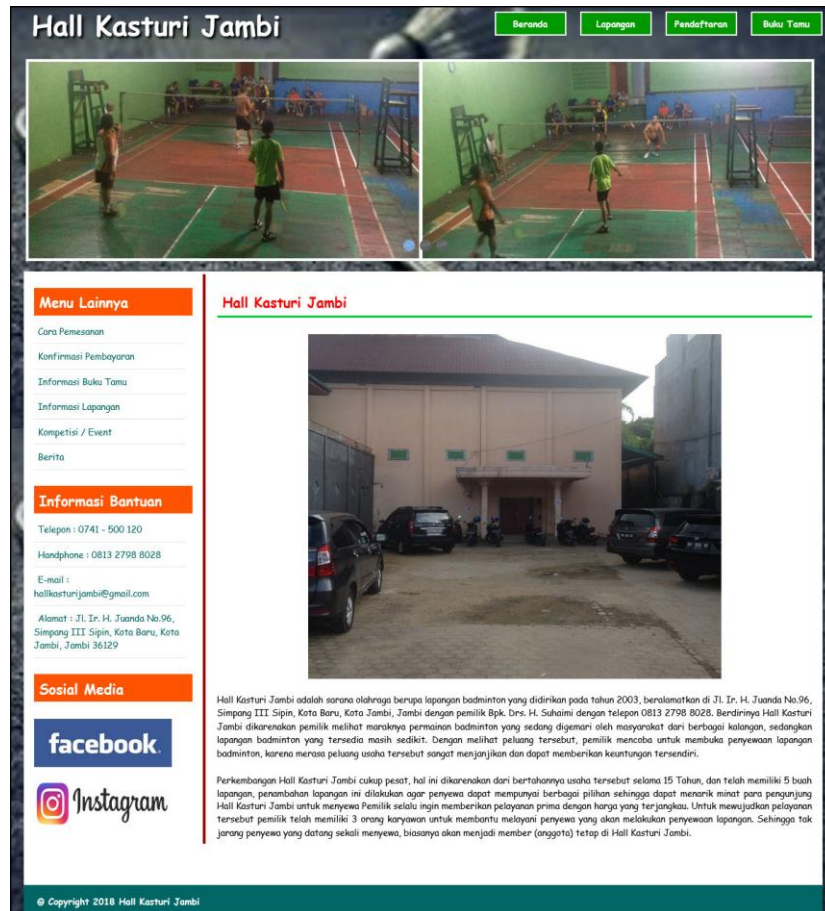 Hall Kasturi Jambi
Beranda
Lapangan
Pendaftaran
Buku Tamu
Menu Lainnya
Cara Pemesanan
Konfirmasi Pembayaran
Informasi Buku Tamu
Informasi Lapangan
Kompetisi / Event
Berita
Informasi Bantuan
Telepon : 0741 - 500 120
Handphone : 0813 2798 8028
E-mail :
hallkasturijambi@gmail.com
Alamat : Jl. Ir. H. Juanda No.96,
Simpang III Sipin, Kota Baru, Kota
Jambi, Jambi 36129
Sosial Media
facebook.
Instagram
Hall Kasturi Jambi
Hall Kasturi Jambi adalah sarana olahraga berupa lapangan badminton yang didirikan pada tahun 2003, beralamatkan di Jl. Ir. H. Juanda No.96,
Simpang III Sipin, Kota Baru, Kota Jambi, Jambi dengan pemilik Bpk. Drs. H. Suhaimi dengan telepon 0813 2798 8028. Berdirinya Hall Kasturi
Jambi dikarenakan pemilik melihat maraknya permainan badminton yang sedang digemari oleh masyarakat dari berbagai kalangan, sedangkan
lapangan badminton yang tersedia masih sedikit. Dengan melihat peluang tersebut, pemilik mencoba untuk membuka penyewaan lapangan
badminton, karena merasa peluang usaha tersebut sangat menjanjikan dan dapat memberikan keuntungan tersendiri.
Perkembangan Hall Kasturi Jambi cukup pesat, hal ini dikarenakan dari bertahannya usaha tersebut selama 15 Tahun, dan telah memiliki 5 buah
lapangan, penambahan lapangan ini dilakukan agar penyewa dapat mempunyai berbagai pilihan sehingga dapat menarik minat para pengunjung
Hall Kasturi Jambi untuk menyewa Pemilik selalu ingin memberikan pelayanan prima dengan harga yang terjangkau. Untuk mewujudkan pelayanan
tersebut pemilik telah memiliki 3 orang karyawan untuk membantu melayani penyewa yang akan melakukan penyewaan lapangan. Sehingga tak
jarang penyewa yang datang sekali menyewa, biasanya akan menjadi member (anggota) tetap di Hall Kasturi Jambi.
@ Copyright 2018 Hall Kasturi Jambi